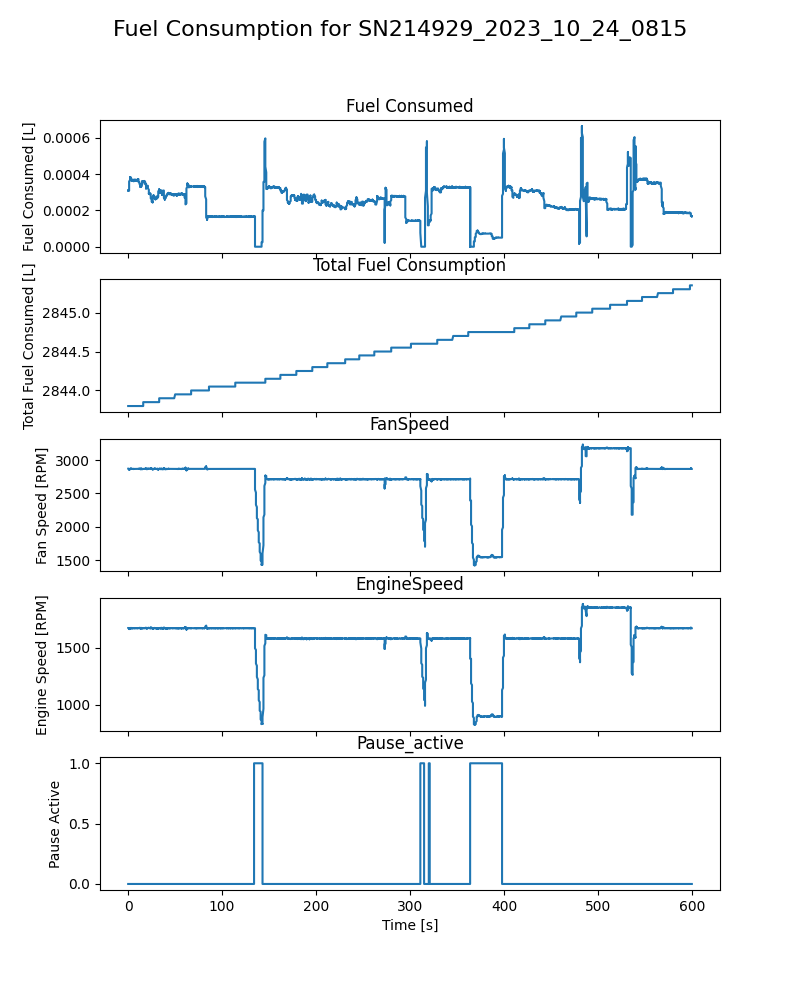 Fuel Consumption for SN214929_2023_10_24_0815
Fuel Consumed
Fuel Consumed [L]
0.0006
0.0004
0.0002
0.0000
Total Fuel Consumption
Total Fuel Consumed [L]
2845.0
2844.5
2844.0
FanSpeed
Fan Speed [RPM]
3000
2500
2000
1500
EngineSpeed
Engine Speed [RPM]
1500
1000
Pause_active
Pause Active
1.0
0.5
0.0
0 100 200 300 400 500 600
Time [s]